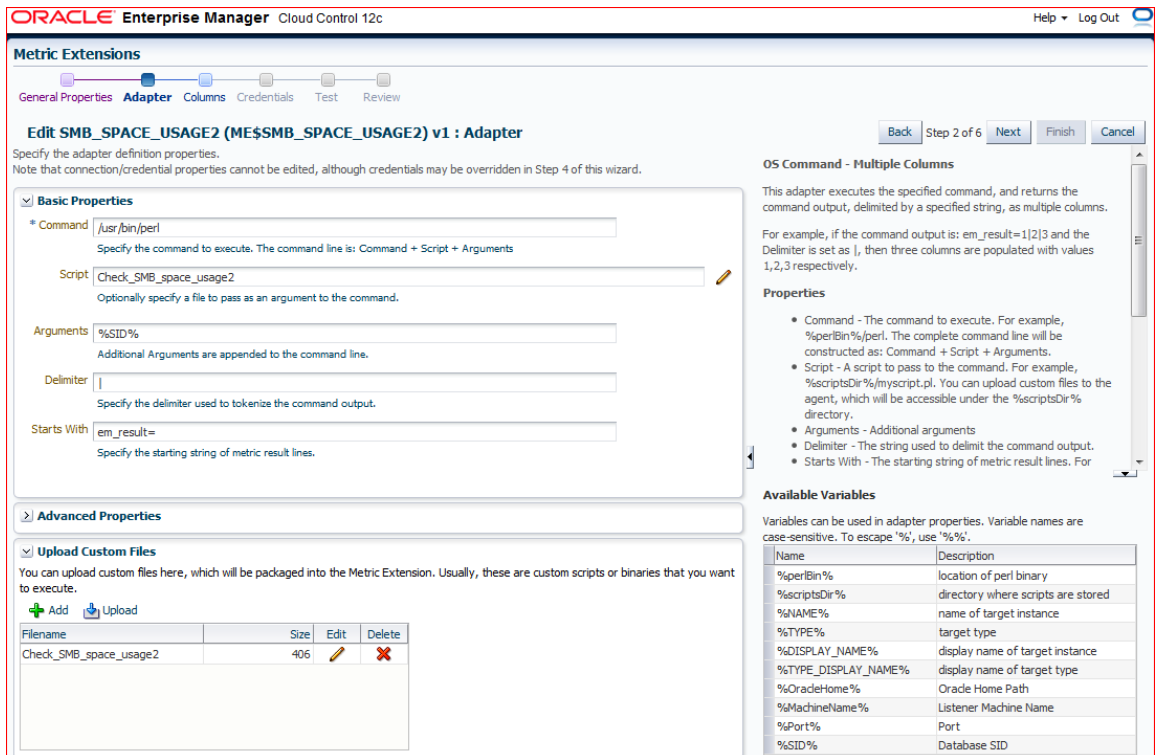 ORACLE Enterprise Manager Cloud Control 12c
Help Log Out
Metric Extensions
General Properties Adapter Columns Credentials Test Review
Edit SMB_SPACE_USAGE2 (ME$SMB_SPACE_USAGE2) v1 : Adapter
Back Step 2 of 6 Next Finish Cancel
Specify the adapter definition properties.
Note that connection/credential properties cannot be edited, although credentials may be overridden in Step 4 of this wizard.
Basic Properties
* Command /usr/bin/perl
Specify the command to execute. The command line is: Command + Script + Arguments
Script Check_SMB_space_usage2
Optionally specify a file to pass as an argument to the command.
Arguments %SID%
Additional Arguments are appended to the command line.
Delimiter |
Specify the delimiter used to tokenize the command output.
Starts With em_result=
Specify the starting string of metric result lines.
Advanced Properties
Upload Custom Files
You can upload custom files here, which will be packaged into the Metric Extension. Usually, these are custom scripts or binaries that you want
to execute.
Add Upload
Filename Size Edit Delete
Check_SMB_space_usage2 406
OS Command - Multiple Columns
This adapter executes the specified command, and returns the
command output, delimited by a specified string, as multiple columns.
For example, if the command output is: em_result=1|2|3 and the
Delimiter is set as |, then three columns are populated with values
1,2,3 respectively.
Properties
• Command - The command to execute. For example,
%perlBin%/perl. The complete command line will be
constructed as: Command + Script + Arguments.
• Script - A script to pass to the command. For example,
%scriptsDir%/myscript.pl. You can upload custom files to the
agent, which will be accessible under the %scriptsDir%
directory.
• Arguments - Additional arguments
• Delimiter - The string used to delimit the command output.
• Starts With - The starting string of metric result lines. For
Available Variables
Variables can be used in adapter properties. Variable names are
case-sensitive. To escape '%', use '%%'.
Name Description
%perlBin% location of perl binary
%scriptsDir% directory where scripts are stored
%NAME% name of target instance
%TYPE% target type
%DISPLAY_NAME% display name of target instance
%TYPE_DISPLAY_NAME% display name of target type
%OracleHome% Oracle Home Path
%MachineName% Listener Machine Name
%Port% Port
%SID% Database SID